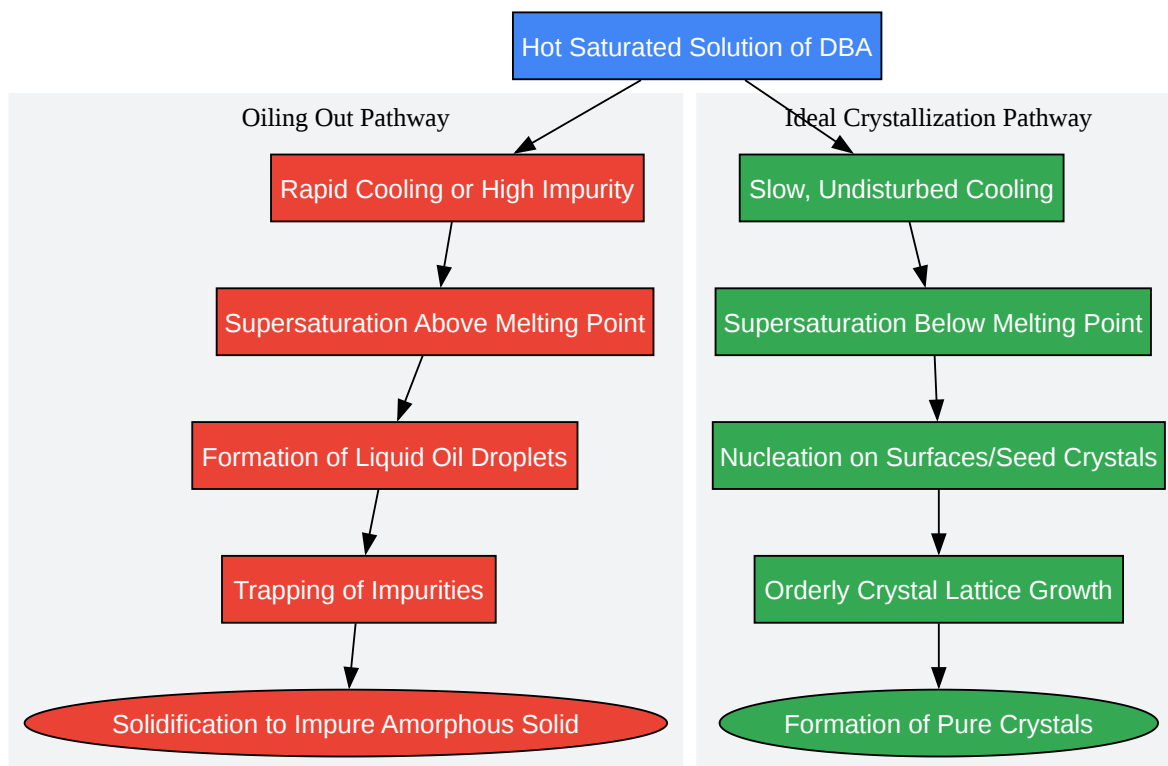 Hot Saturated Solution of DBA
Oiling Out Pathway
Rapid Cooling or High Impurity
Supersaturation Above Melting Point
Formation of Liquid Oil Droplets
Trapping of Impurities
Solidification to Impure Amorphous Solid
Ideal Crystallization Pathway
Slow, Undisturbed Cooling
Supersaturation Below Melting Point
Nucleation on Surfaces/Seed Crystals
Orderly Crystal Lattice Growth
Formation of Pure Crystals